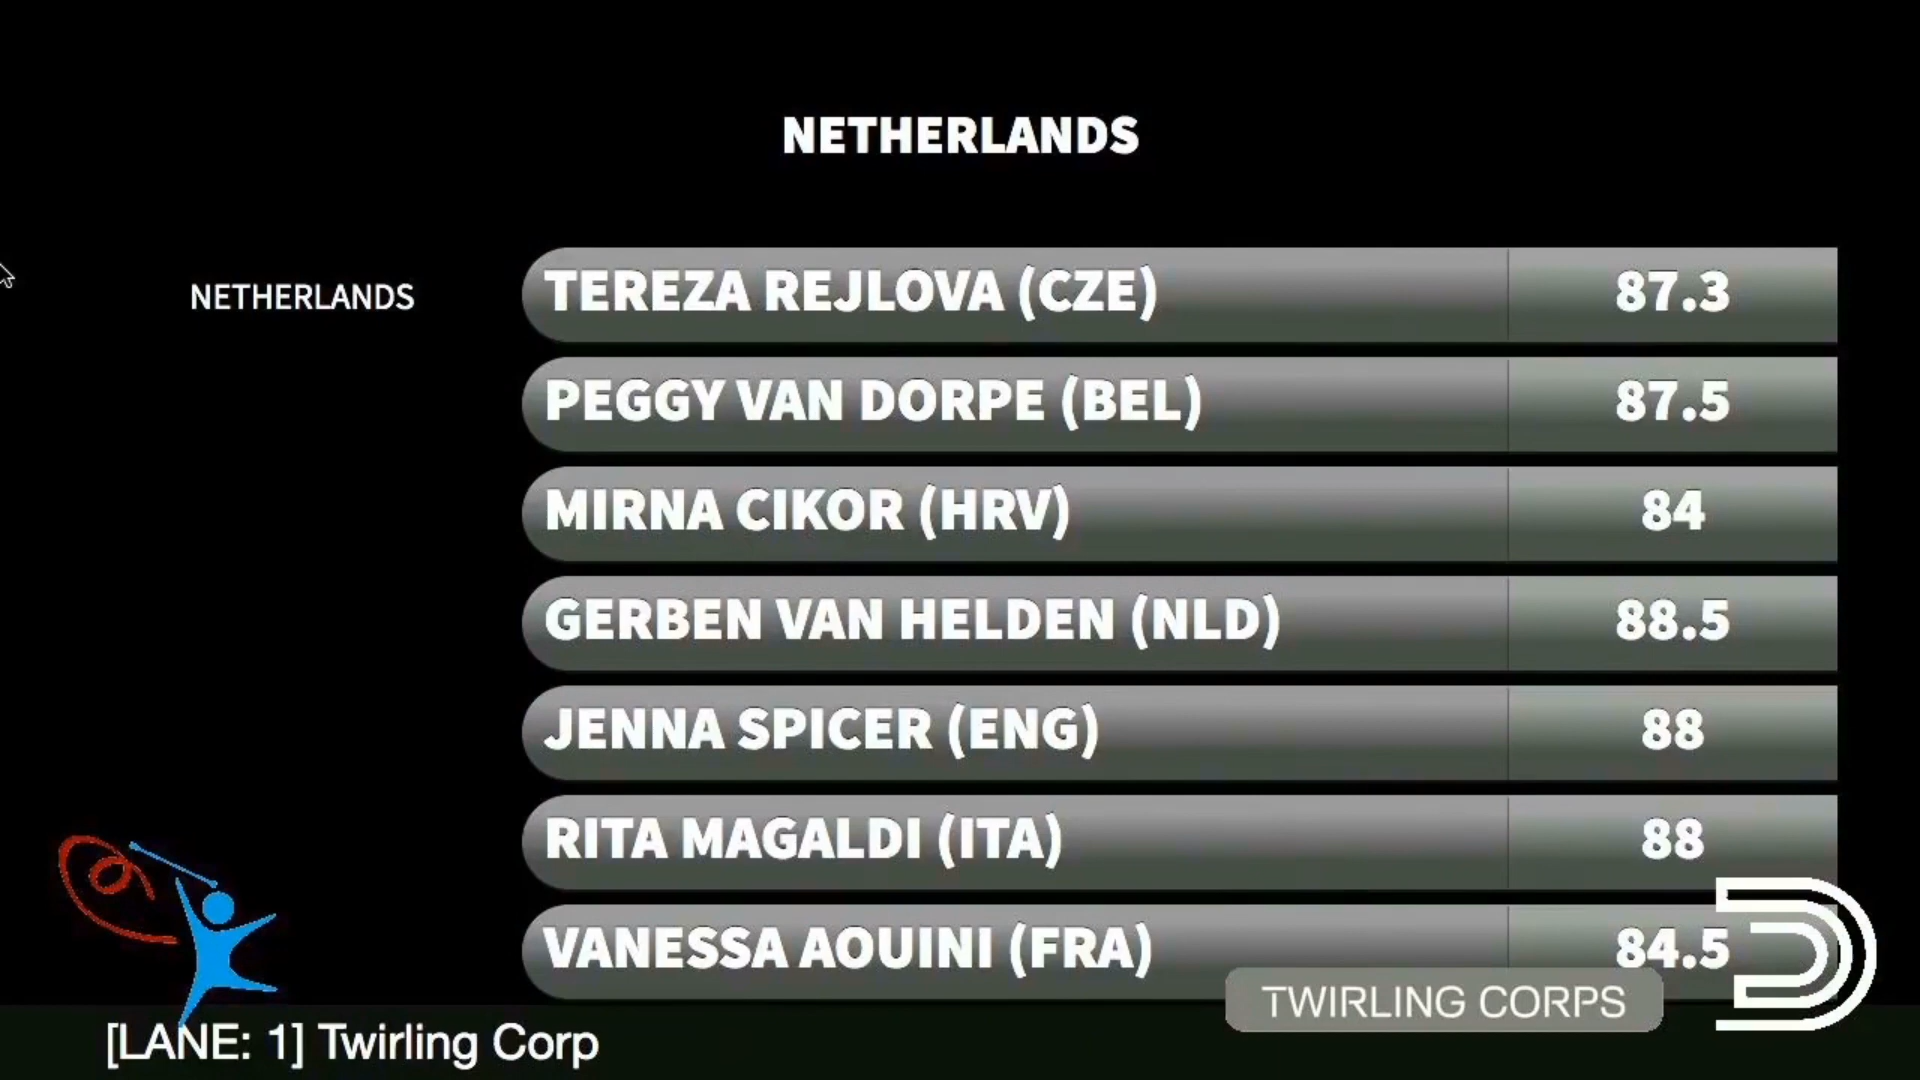 NETHERLANDS
NETHERLANDS
TEREZA REJLOVA (CZE) 87.3
PEGGY VAN DORPE (BEL) 87.5
MIRNA CIKOR (HRV) 84
GERBEN VAN HELDEN (NLD) 88.5
JENNA SPICER (ENG) 88
RITA MAGALDI (ITA) 88
VANESSA AOUINI (FRA) 84.5
TWIRLING CORPS
[LANE: 1] Twirling Corp